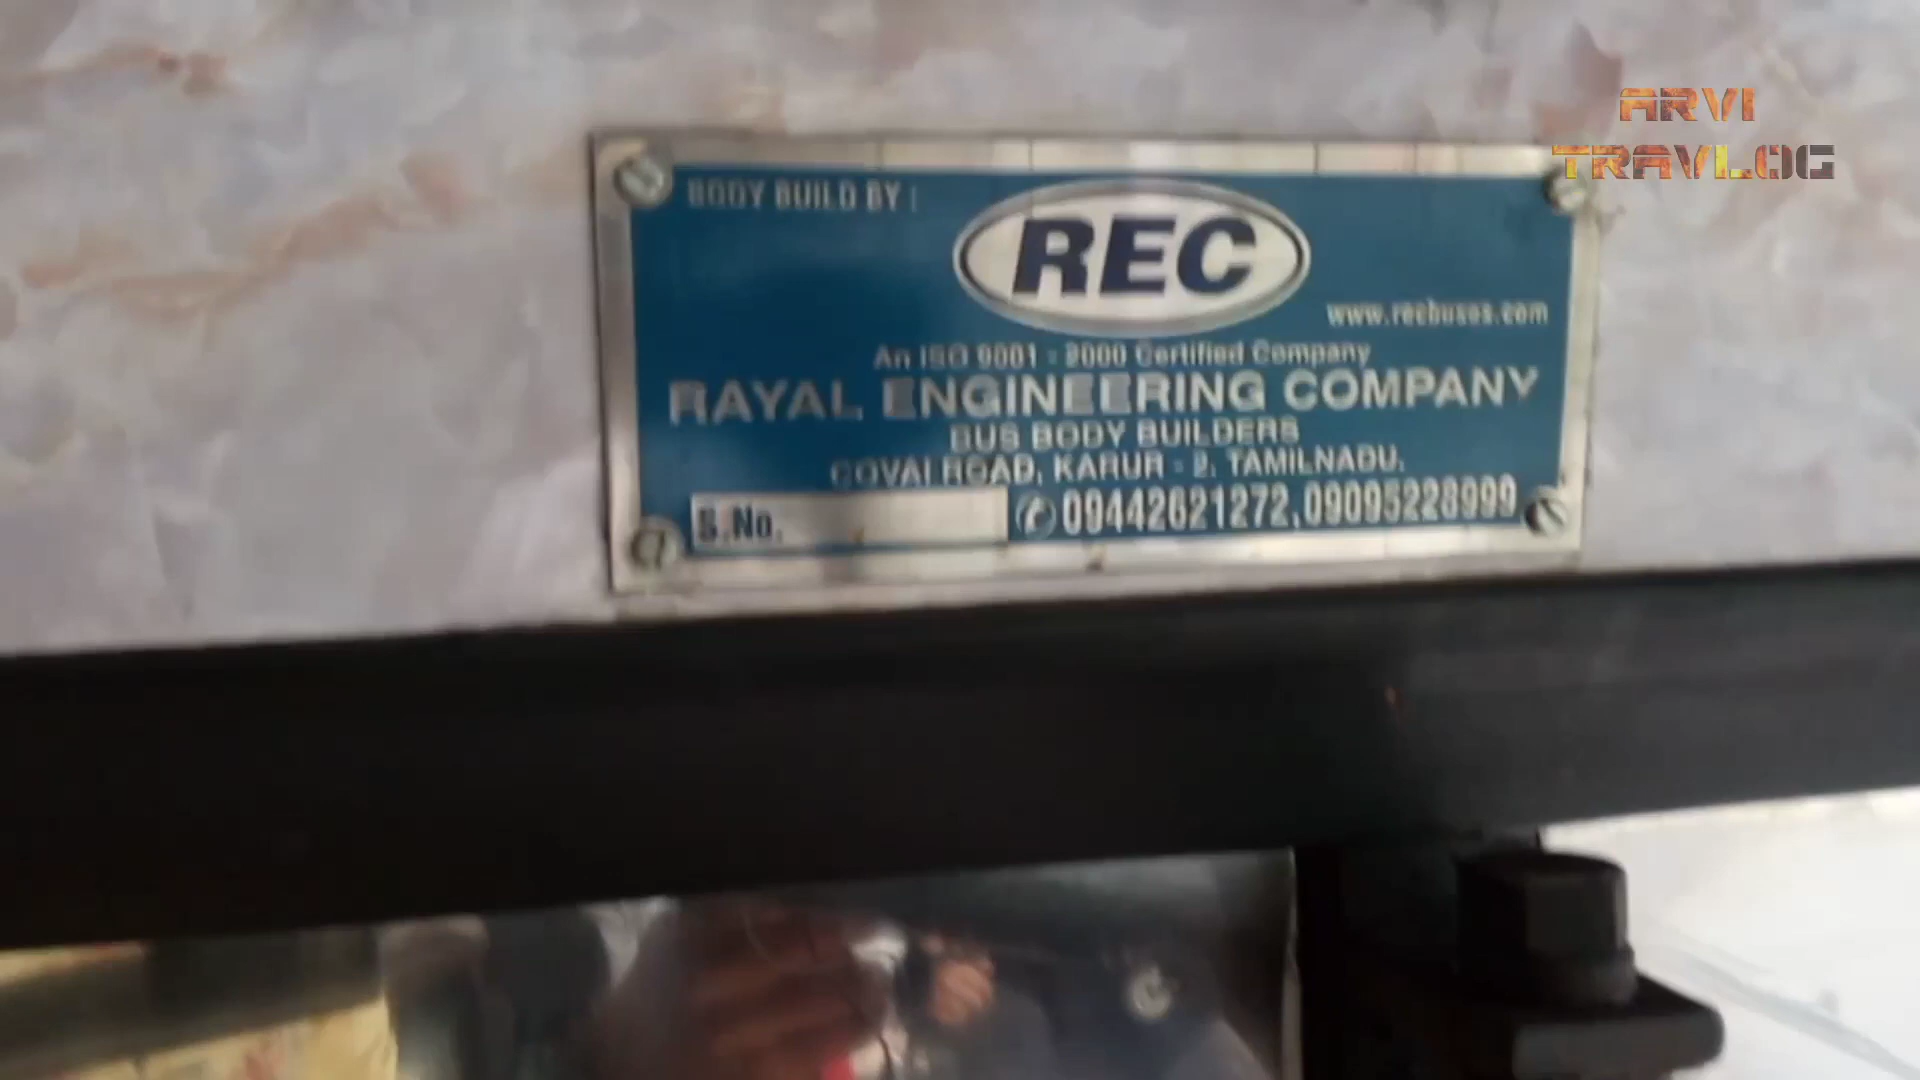 ARVI
TRAVLOG
BODY BUILD BY :
REC
www.recbuses.com
An ISO 9001 - 2000 Certified Company
RAYAL ENGINEERING COMPANY
BUS BODY BUILDERS
COVAI ROAD, KARUR - 2. TAMILNADU.
S.No.
09442621272,09095228999